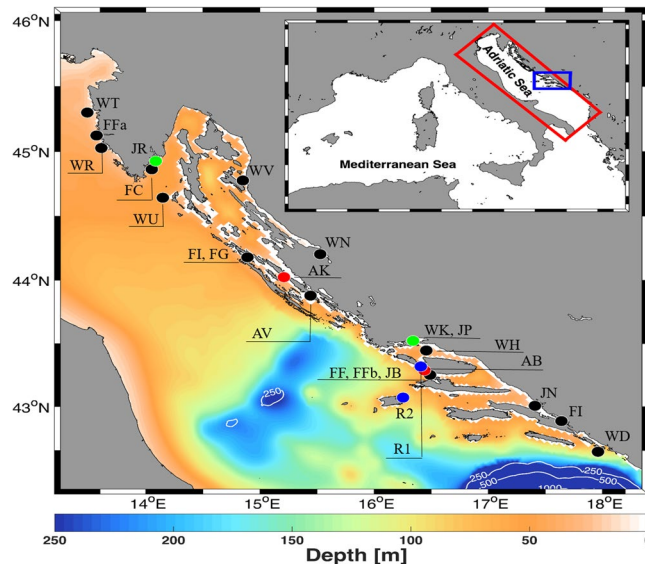 46°N
45°N
44°N
43°N
WT
FFa
WR
JR
FC
WU
WV
WN
FI, FG
AK
AV
WK, JP
WH
AB
FF, FFb, JB
R2
R1
JN
FI
WD
250
250
250
500
500
1000
Adriatic Sea
Mediterranean Sea
14°E
15°E
16°E
17°E
18°E
250
200
150
100
50
0
Depth [m]